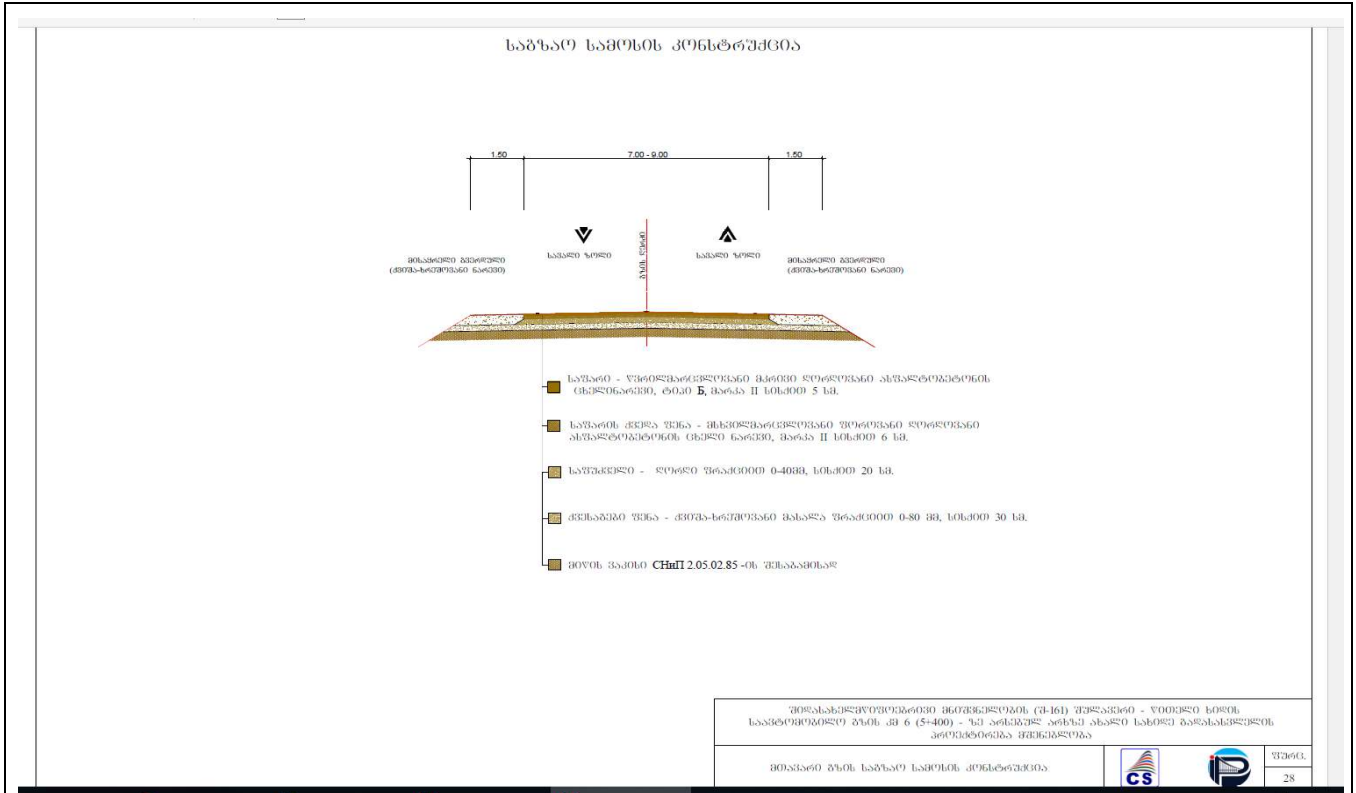 საგზაო სამოსის კონსტრუქცია
1.50
7.00 - 9.00
1.50
მისაყრელი გვერდული
(ქვიშა-ხრეშოვანი ნარევი)
სავალი ზოლი
გზის ღერძი
სავალი ზოლი
მისაყრელი გვერდული
(ქვიშა-ხრეშოვანი ნარევი)
საფარი - წვრილმარცვლოვანი მკრივი ღორღოვანი ასფალტობეტონის
ცხელინარევი, ტიპი Б, მარკა II სისქით 5 სმ.
საფარის ქვედა ფენა - მსხვილმარცვლოვანი ფოროვანი ღორღოვანი
ასფალტობეტონის ცხელი ნარევი, მარკა II სისქით 6 სმ.
საფუძველი - ღორღი ფრაქციით 0-40მმ, სისქით 20 სმ.
ქვესაგები ფენა - ქვიშა-ხრეშოვანი მასალა ფრაქციით 0-80 მმ, სისქით 30 სმ.
მიწის ვაკისი СНиП 2.05.02.85 -ის შესაბამისად
შიდასახელმწიფოებრივი მნიშვნელობის (შ-161) შულავერი - წითელი ხიდის
საავტომობილო გზის კმ 6 (5+400) - ზე არსებულ არხზე ახალი სახიდე გადასასვლელის
პროექტირება მშენებლობა
მთავარი გზის საგზაო სამოსის კონსტრუქცია
CS
P
ფურც.
28